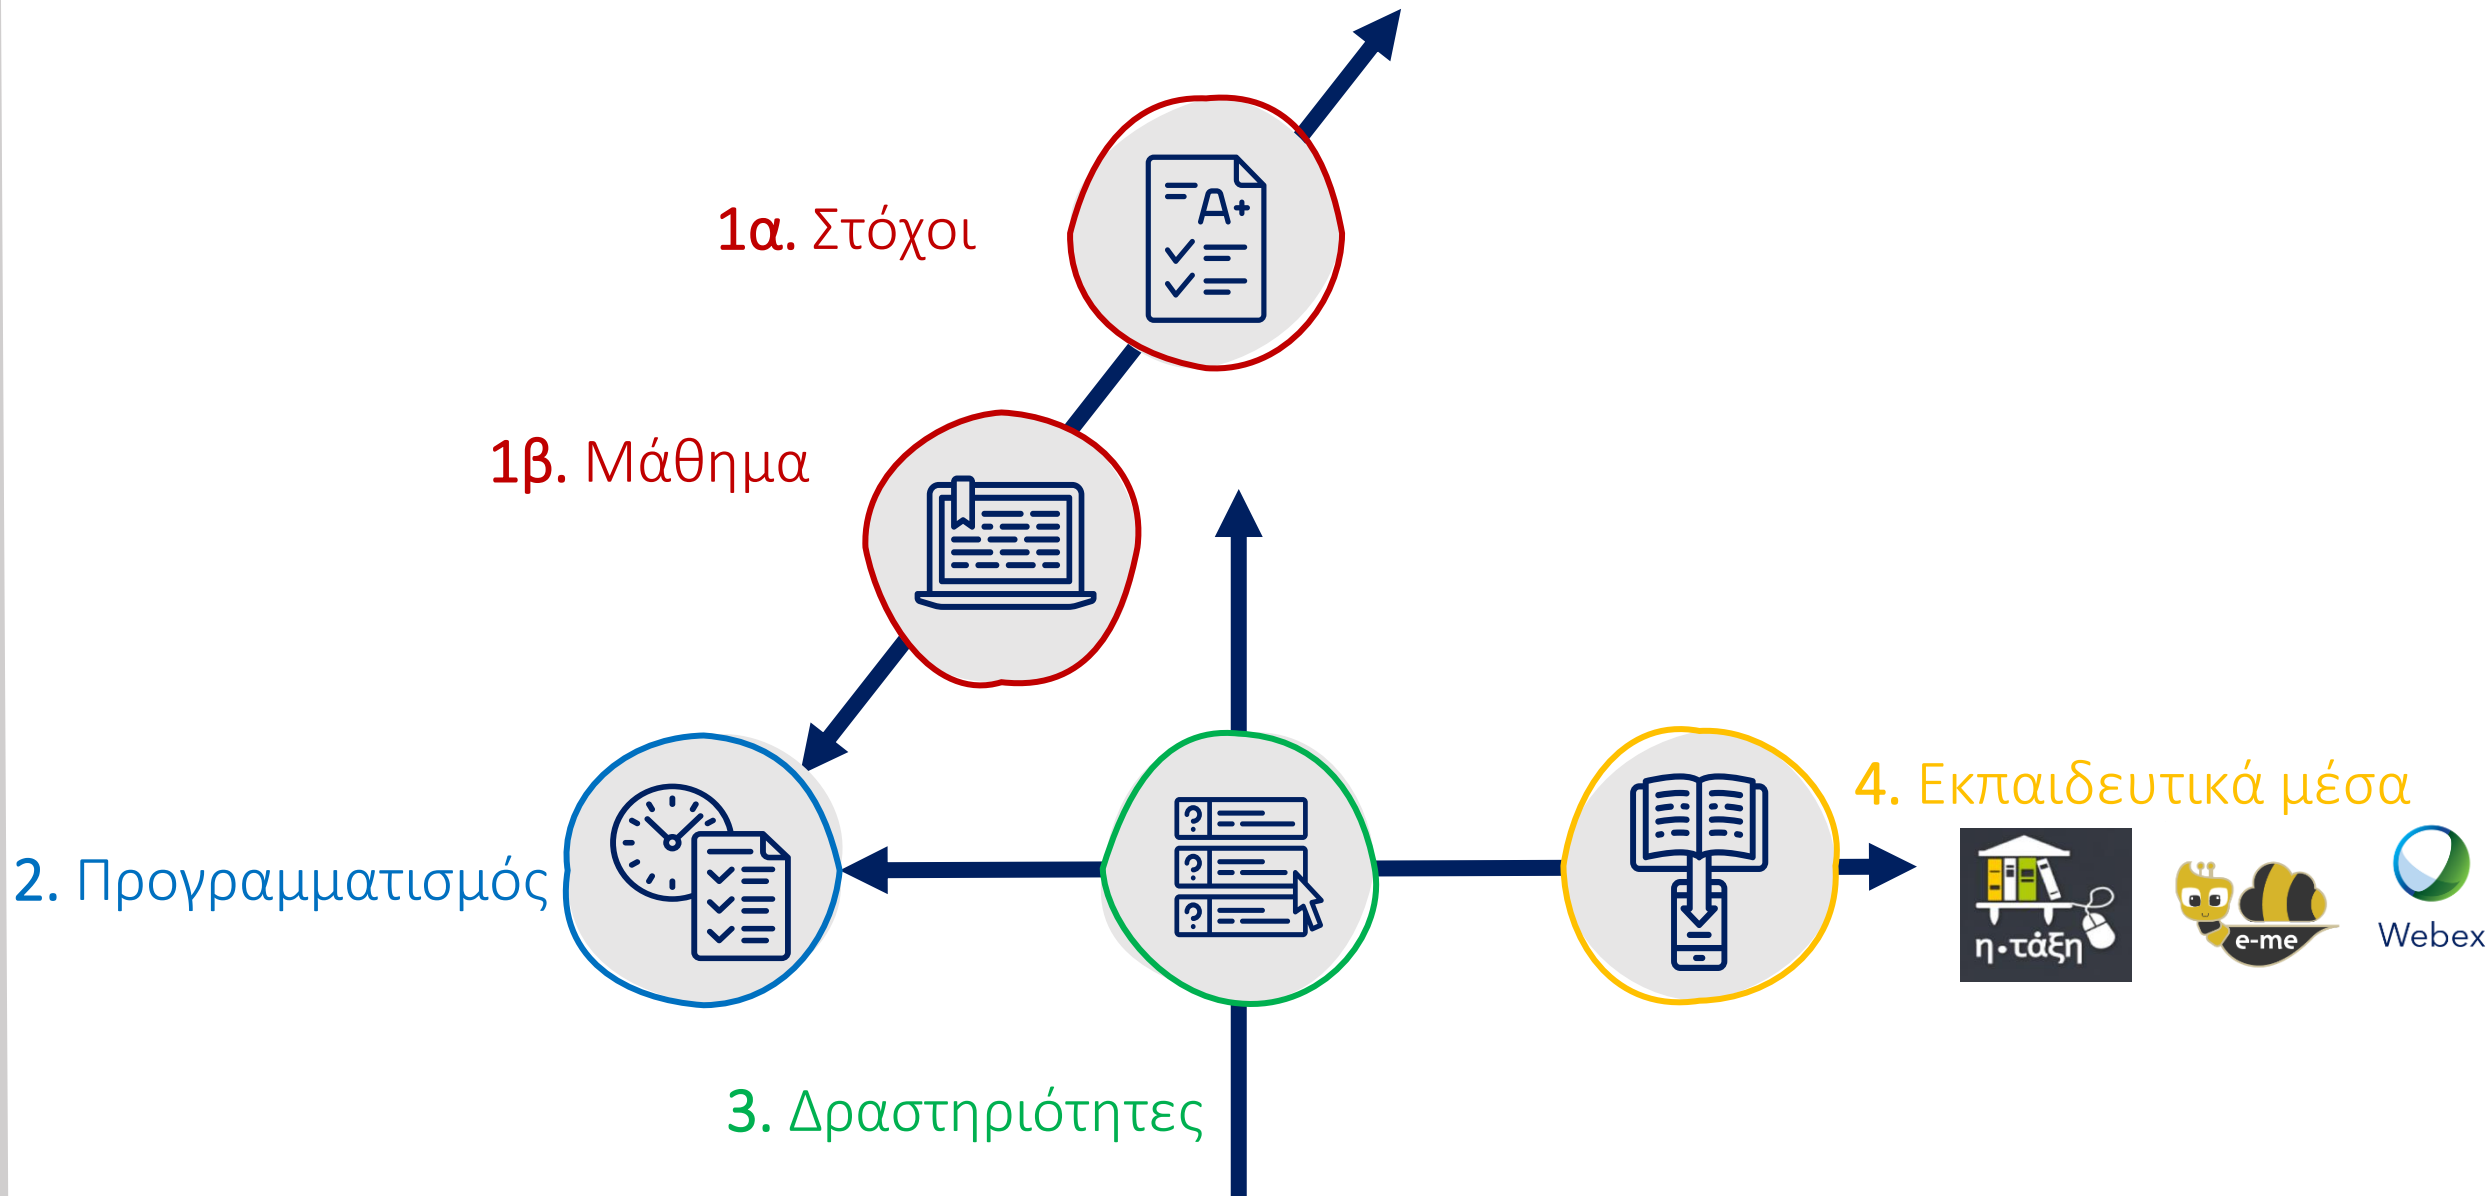 1α. Στόχοι
A+
1β. Μάθημα
2. Προγραμματισμός
3. Δραστηριότητες
4. Εκπαιδευτικά μέσα
η•τάξη
e-me
Webex
?
?
?